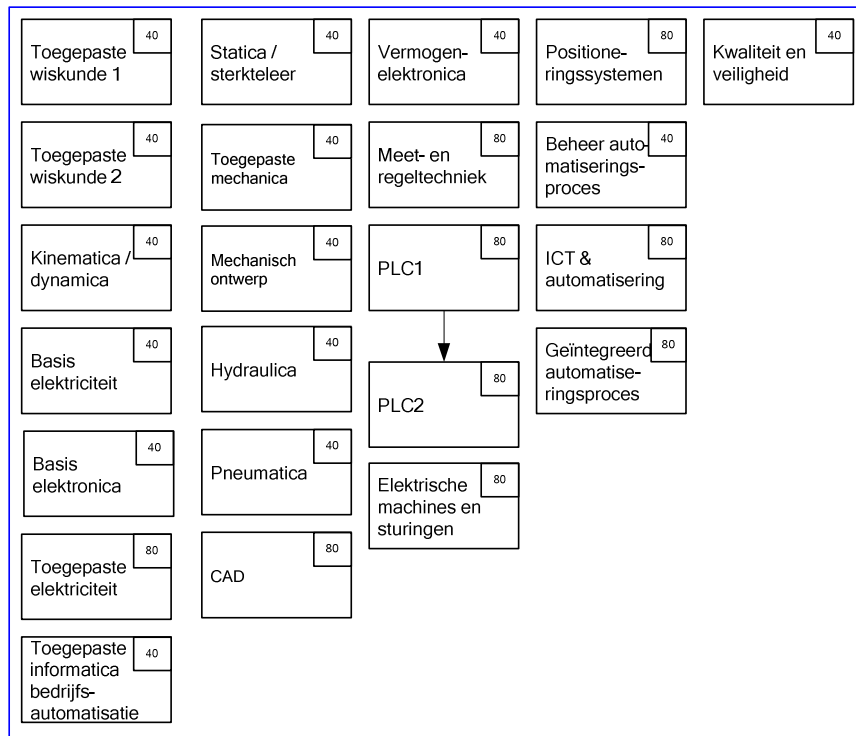 40
Toegepaste
wiskunde 1
40
Toegepaste
wiskunde 2
40
Kinematica /
dynamica
40
Basis
elektriciteit
40
Basis
elektronica
80
Toegepaste
elektriciteit
40
Toegepaste
informatica
bedrijfs-
automatisatie
40
Statica /
sterkteleer
40
Toegepaste
mechanica
40
Mechanisch
ontwerp
40
Hydraulica
40
Pneumatica
80
CAD
40
Vermogen-
elektronica
80
Meet- en
regeltechniek
80
PLC1
80
PLC2
80
Elektrische
machines en
sturingen
80
Positione-
ringssystemen
40
Beheer auto-
matiserings-
proces
80
ICT &
automatisering
80
Geïntegreerd
automatise-
ringsproces
40
Kwaliteit en
veiligheid